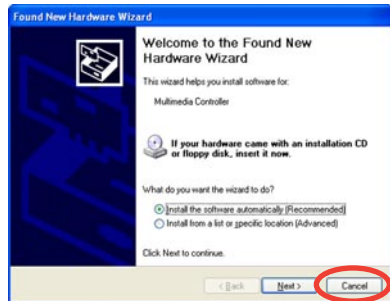 Found New Hardware Wizard
Welcome to the Found New
Hardware Wizard
This wizard helps you install software for:
Multimedia Controller
If your hardware came with an installation CD
or floppy disk, insert it now.
What do you want the wizard to do?
Install the software automatically (Recommended)
Install from a list or specific location (Advanced)
Click Next to continue.
< Back Next > Cancel